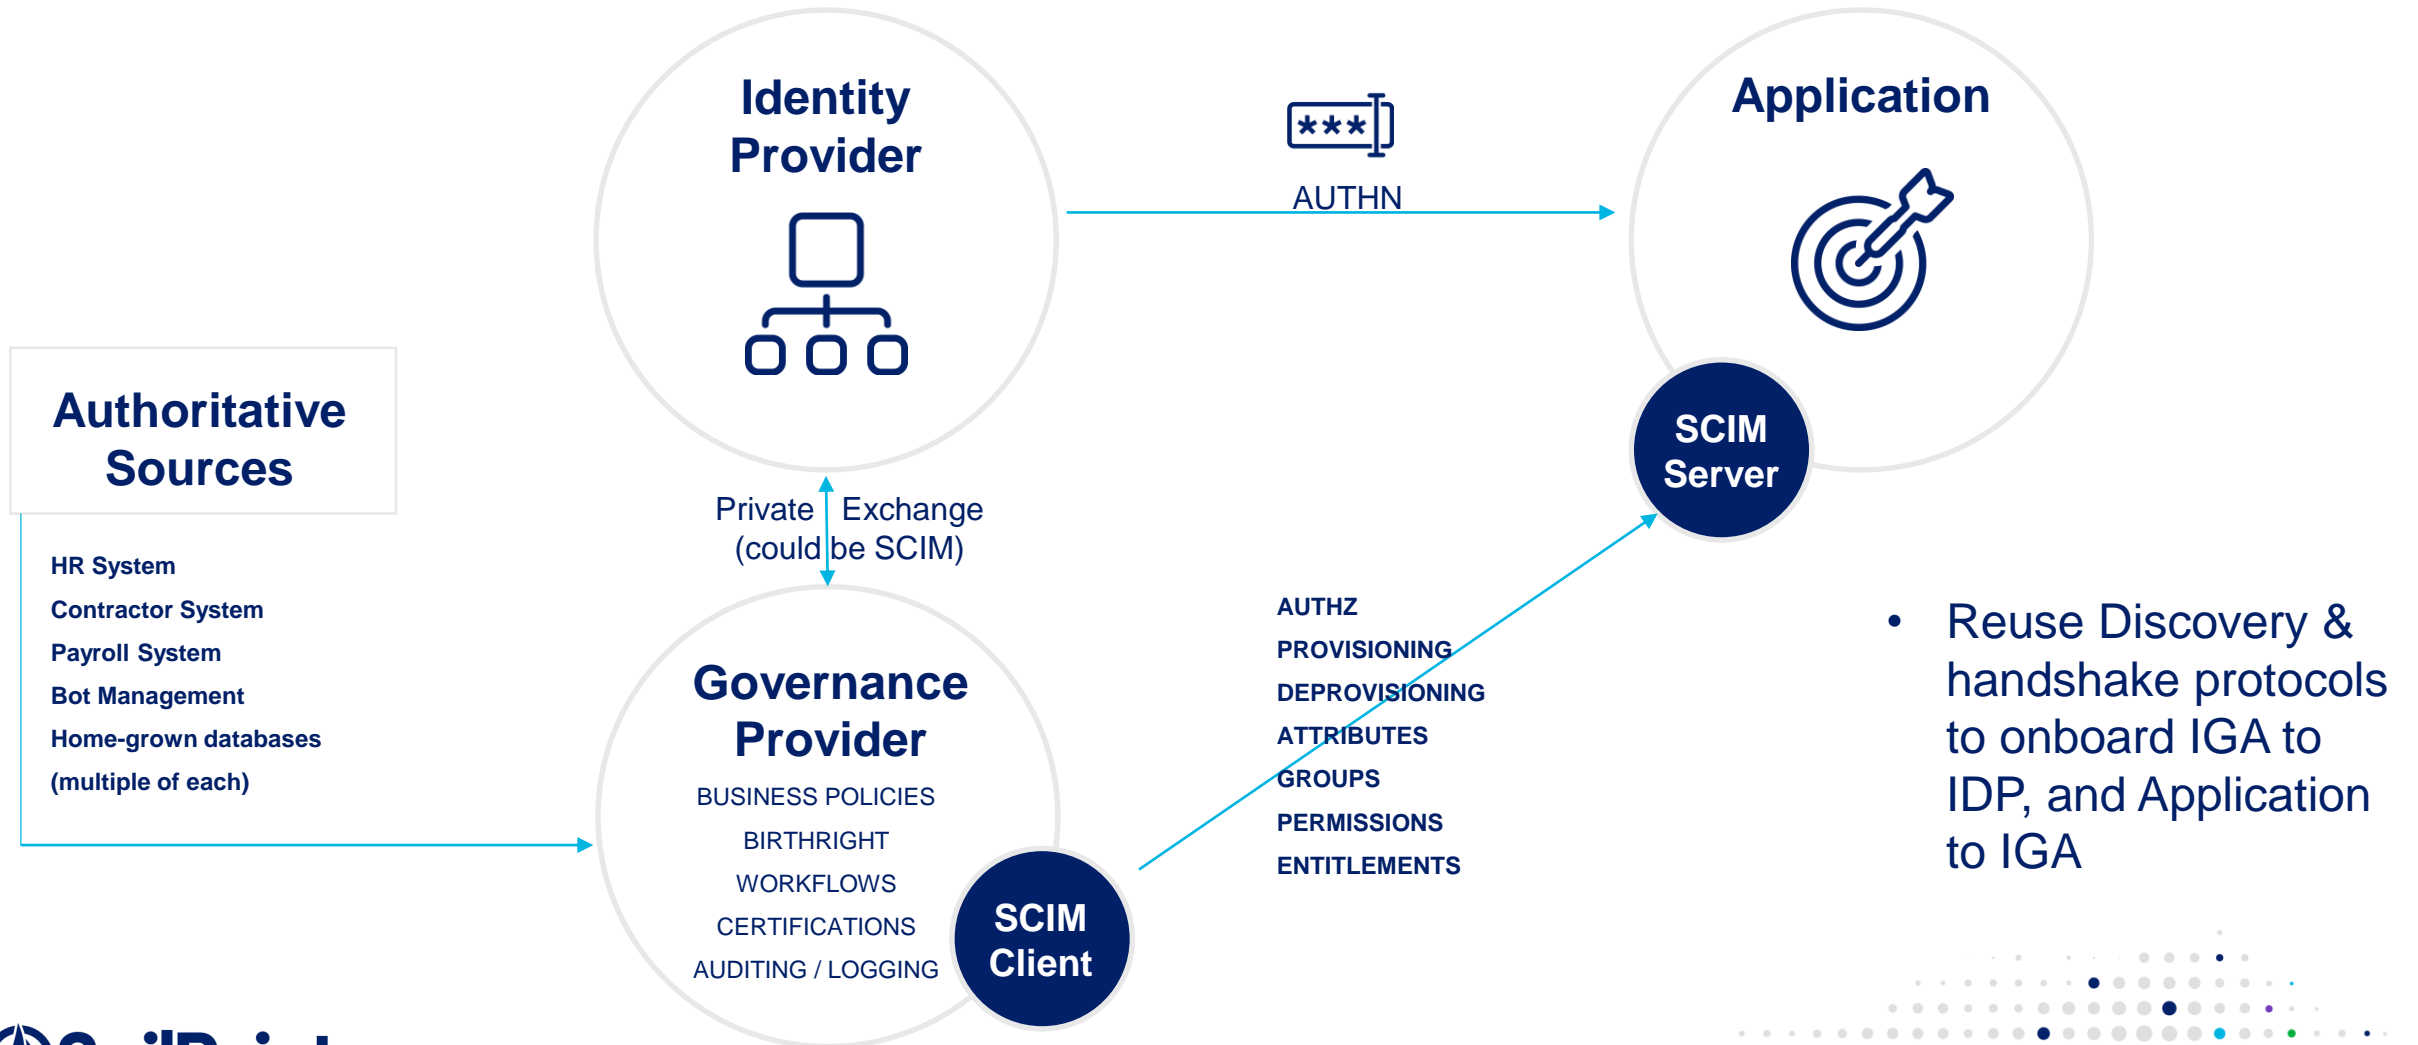 Identity
Provider
***
AUTHN
Application
SCIM
Server
Authoritative
Sources
HR System
Contractor System
Payroll System
Bot Management
Home-grown databases
(multiple of each)
Private Exchange
(could be SCIM)
Governance
Provider
BUSINESS POLICIES
BIRTHRIGHT
WORKFLOWS
CERTIFICATIONS
AUDITING / LOGGING
SCIM
Client
AUTHZ
PROVISIONING
DEPROVISIONING
ATTRIBUTES
GROUPS
PERMISSIONS
ENTITLEMENTS
• Reuse Discovery &
handshake protocols
to onboard IGA to
IDP, and Application
to IGA